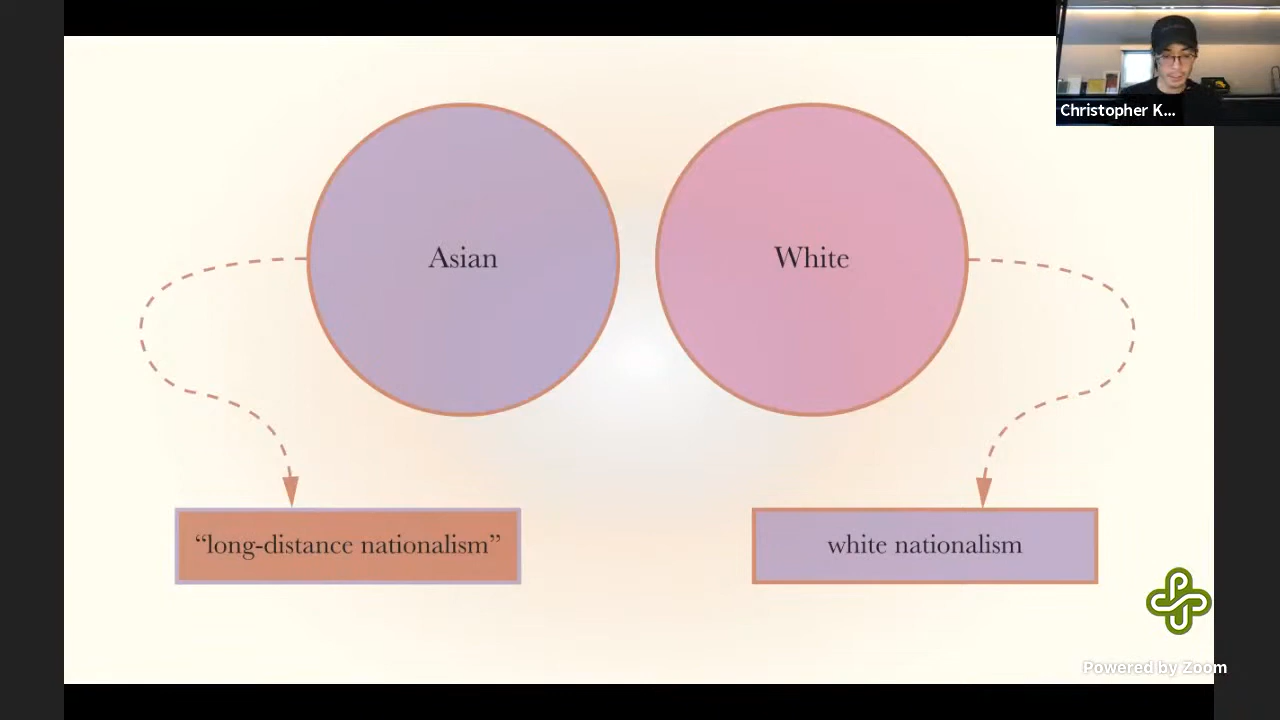 Christopher K...
Asian
White
“long-distance nationalism”
white nationalism
Powered by Zoom